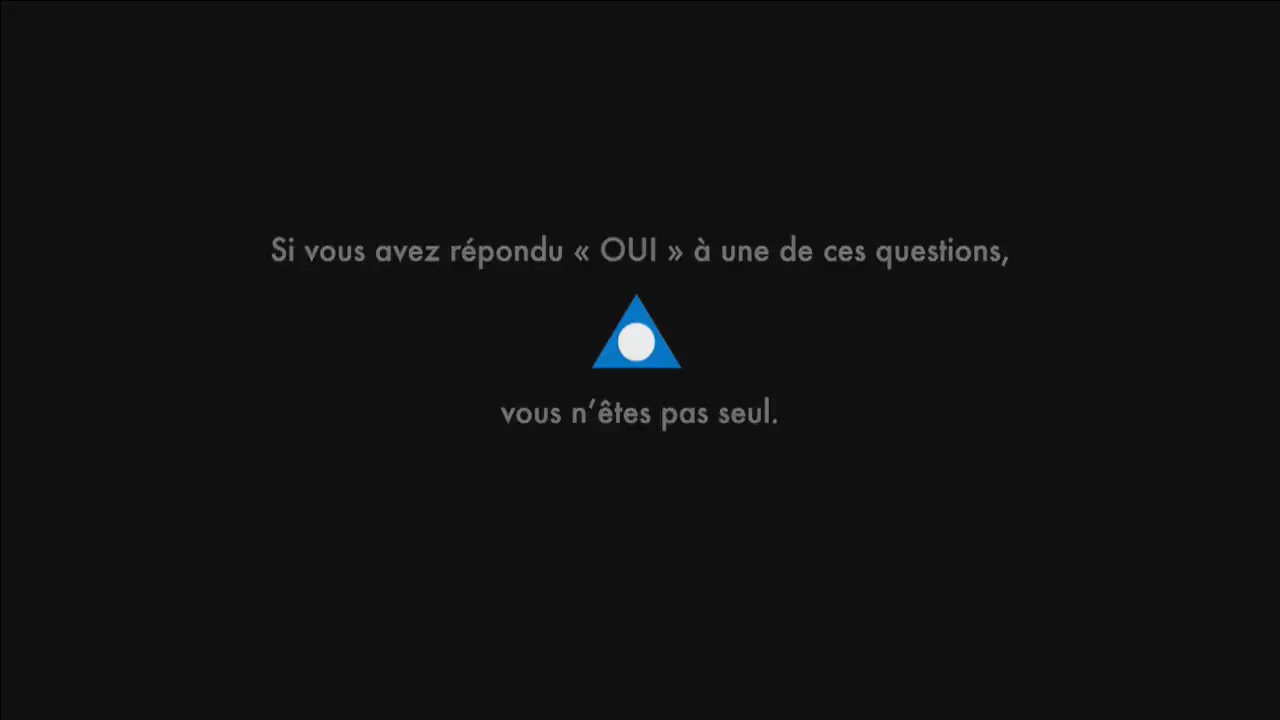 Si vous avez répondu « OUI » à une de ces questions,
vous n’êtes pas seul.